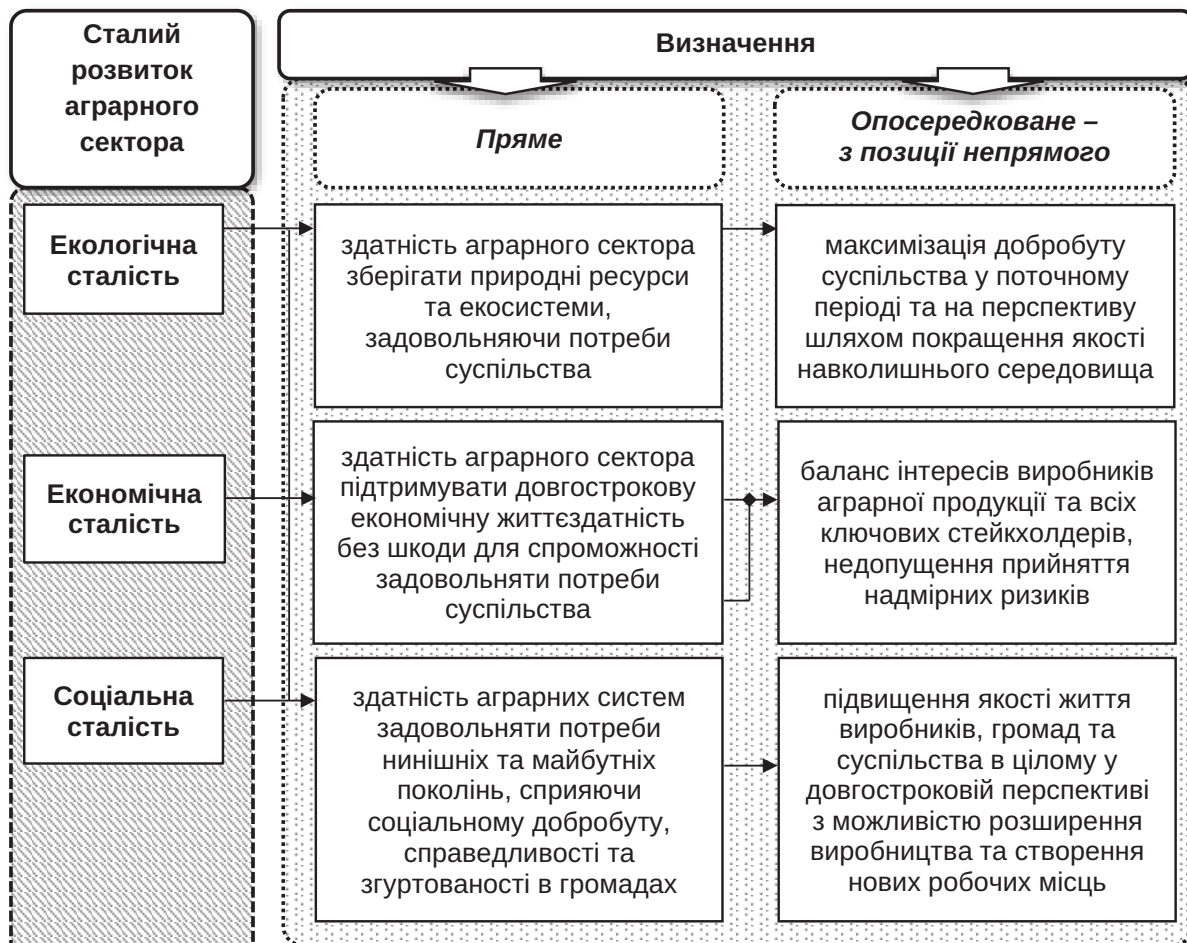 Сталий
розвиток
аграрного
сектора
Визначення
Пряме
Опосередковане –
з позиції непрямого
Екологічна
сталість
здатність аграрного сектора
зберігати природні ресурси
та екосистеми,
задовольняючи потреби
суспільства
максимізація добробуту
суспільства у поточному
періоді та на перспективу
шляхом покращення якості
навколишнього середовища
Економічна
сталість
здатність аграрного сектора
підтримувати довгострокову
економічну життєздатність
без шкоди для спроможності
задовольняти потреби
суспільства
баланс інтересів виробників
аграрної продукції та всіх
ключових стейкхолдерів,
недопущення прийняття
надмірних ризиків
Соціальна
сталість
здатність аграрних систем
задовольняти потреби
нинішніх та майбутніх
поколінь, сприяючи
соціальному добробуту,
справедливості та
згуртованості в громадах
підвищення якості життя
виробників, громад та
суспільства в цілому у
довгостроковій перспективі
з можливістю розширення
виробництва та створення
нових робочих місць